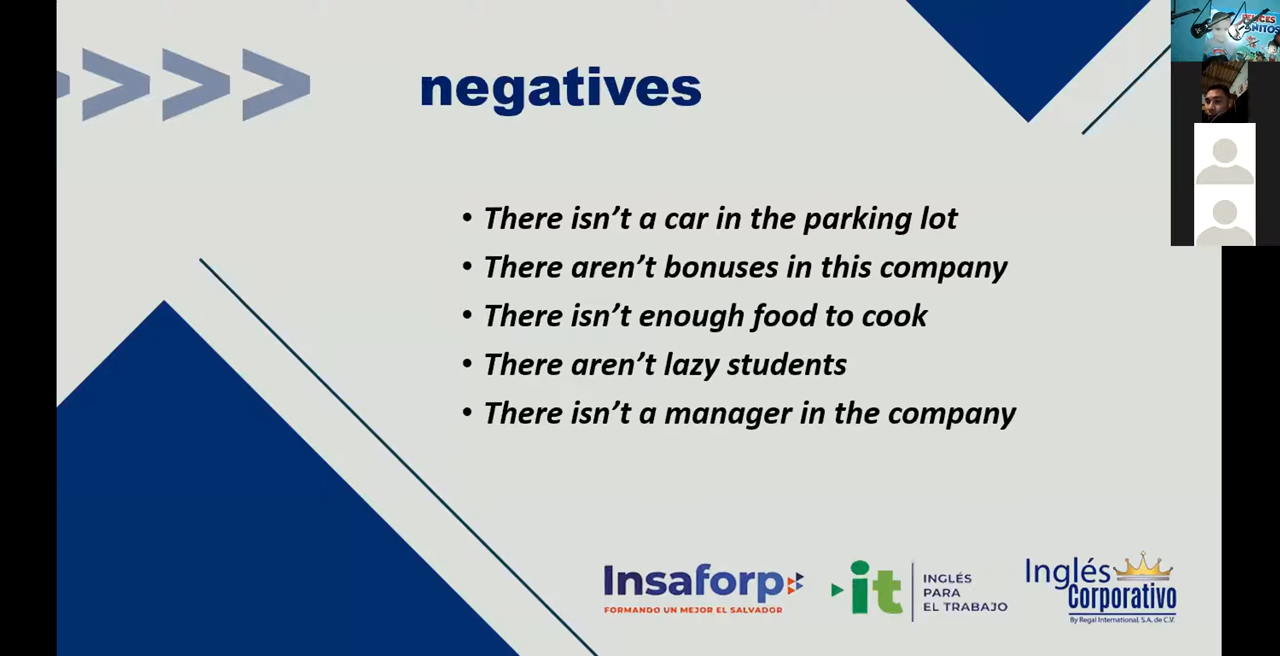 negatives
• There isn’t a car in the parking lot
• There aren’t bonuses in this company
• There isn’t enough food to cook
• There aren’t lazy students
• There isn’t a manager in the company
Insaforp
FORMANDO UN MEJOR EL SALVADOR
it
INGLÉS
PARA
EL TRABAJO
Inglés
Corporativo
By Regal International, S.A. de C.V.